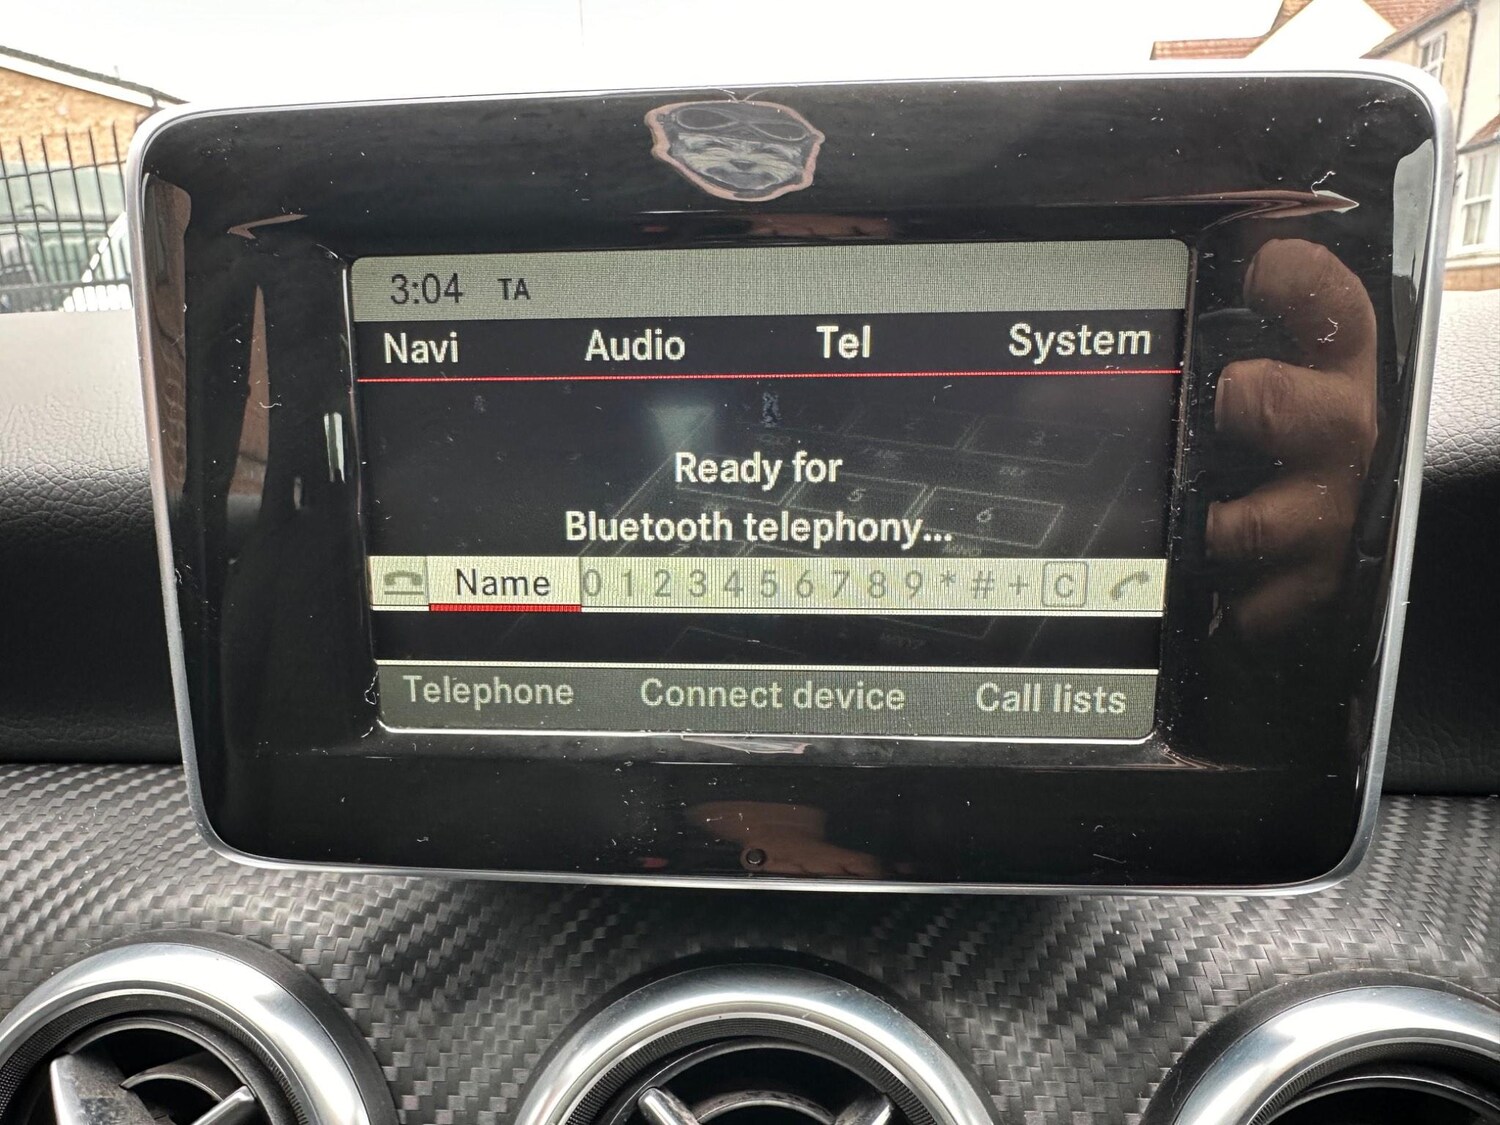 3:04 TA
Navi Audio Tel System
Ready for
Bluetooth telephony...
Name 0 1 2 3 4 5 6 7 8 9 * # + C
Telephone Connect device Call lists